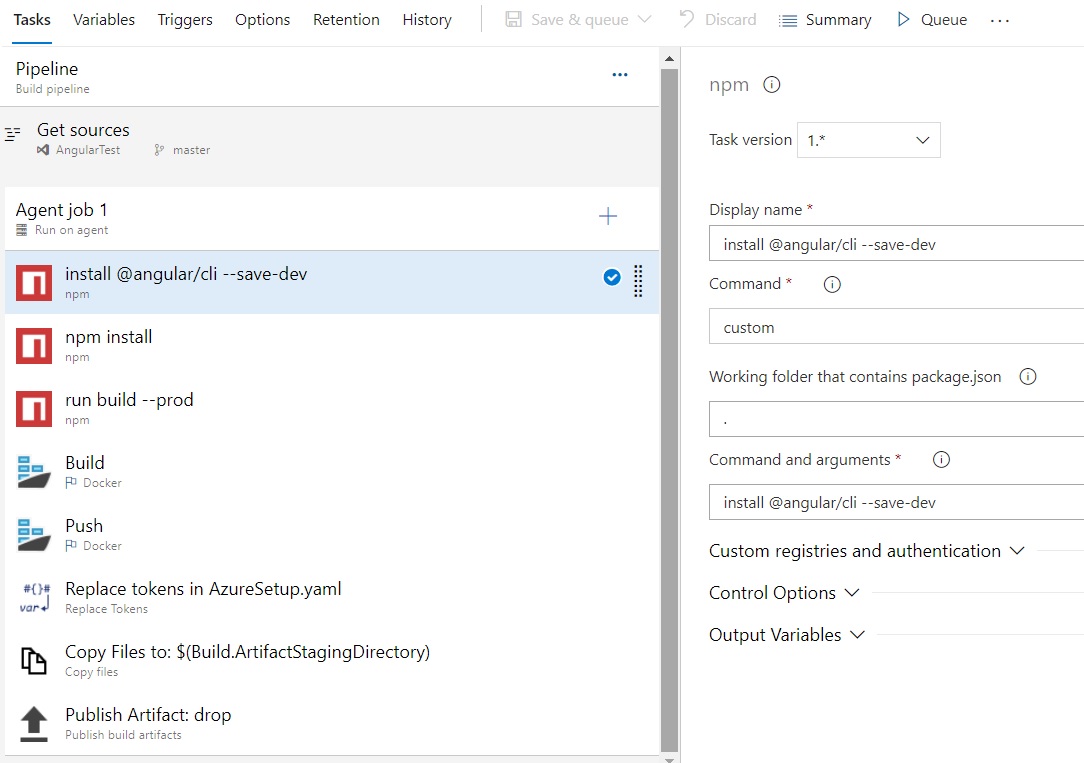 Tasks Variables Triggers Options Retention History Save & queue Discard Summary Queue ...
Pipeline
Build pipeline
Get sources
AngularTest master
Agent job 1
Run on agent
install @angular/cli --save-dev
npm
npm install
npm
run build --prod
npm
Build
Docker
Push
Docker
#{}#
var
Replace tokens in AzureSetup.yaml
Replace Tokens
Copy Files to: $(Build.ArtifactStagingDirectory)
Copy files
Publish Artifact: drop
Publish build artifacts
npm
Task version 1.*
Display name *
install @angular/cli --save-dev
Command *
custom
Working folder that contains package.json
.
Command and arguments *
install @angular/cli --save-dev
Custom registries and authentication
Control Options
Output Variables